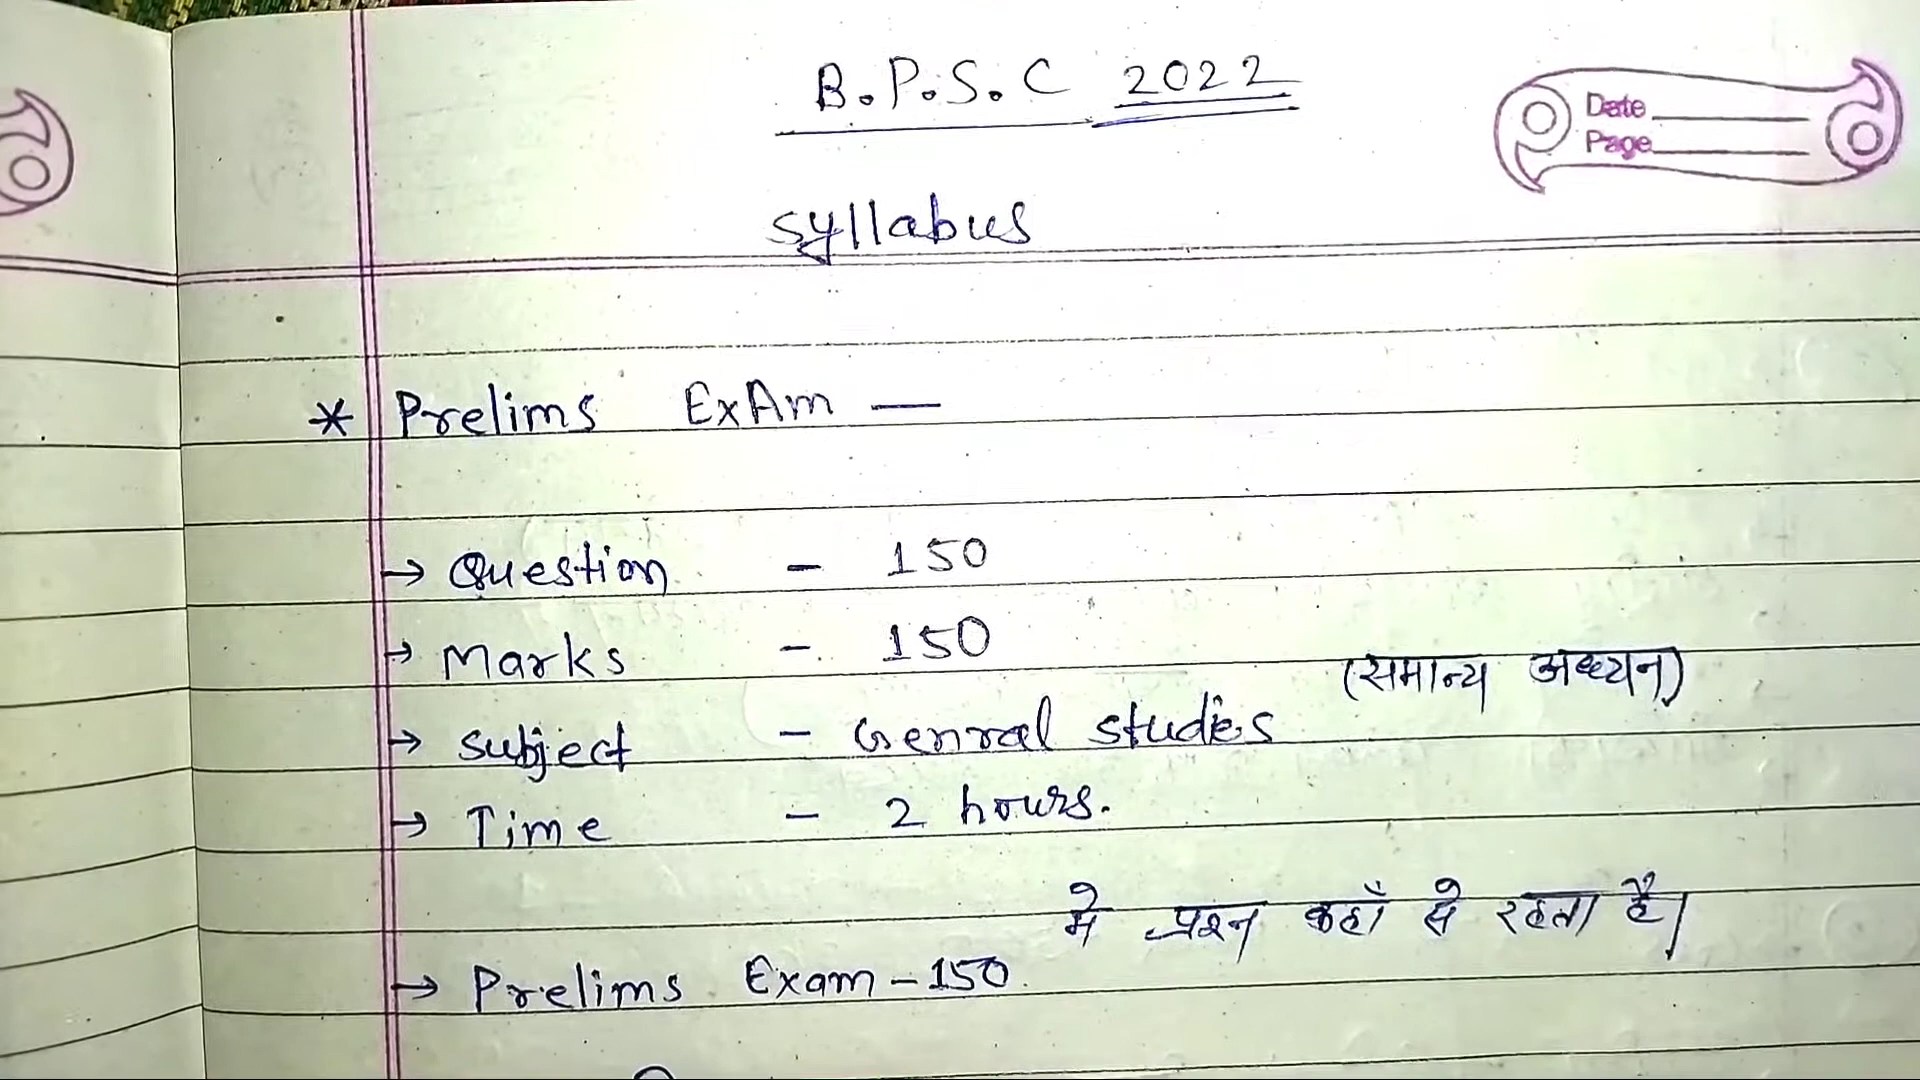 B.P.S.C 2022
Date
Page
Syllabus
* Prelims ExAm —
→ Question - 150
→ Marks - 150
(समान्य अध्यन)
→ Subject - Genral studies
→ Time - 2 hours.
मे प्रश्न कहाँ से रहता है।
→ Prelims Exam - 150